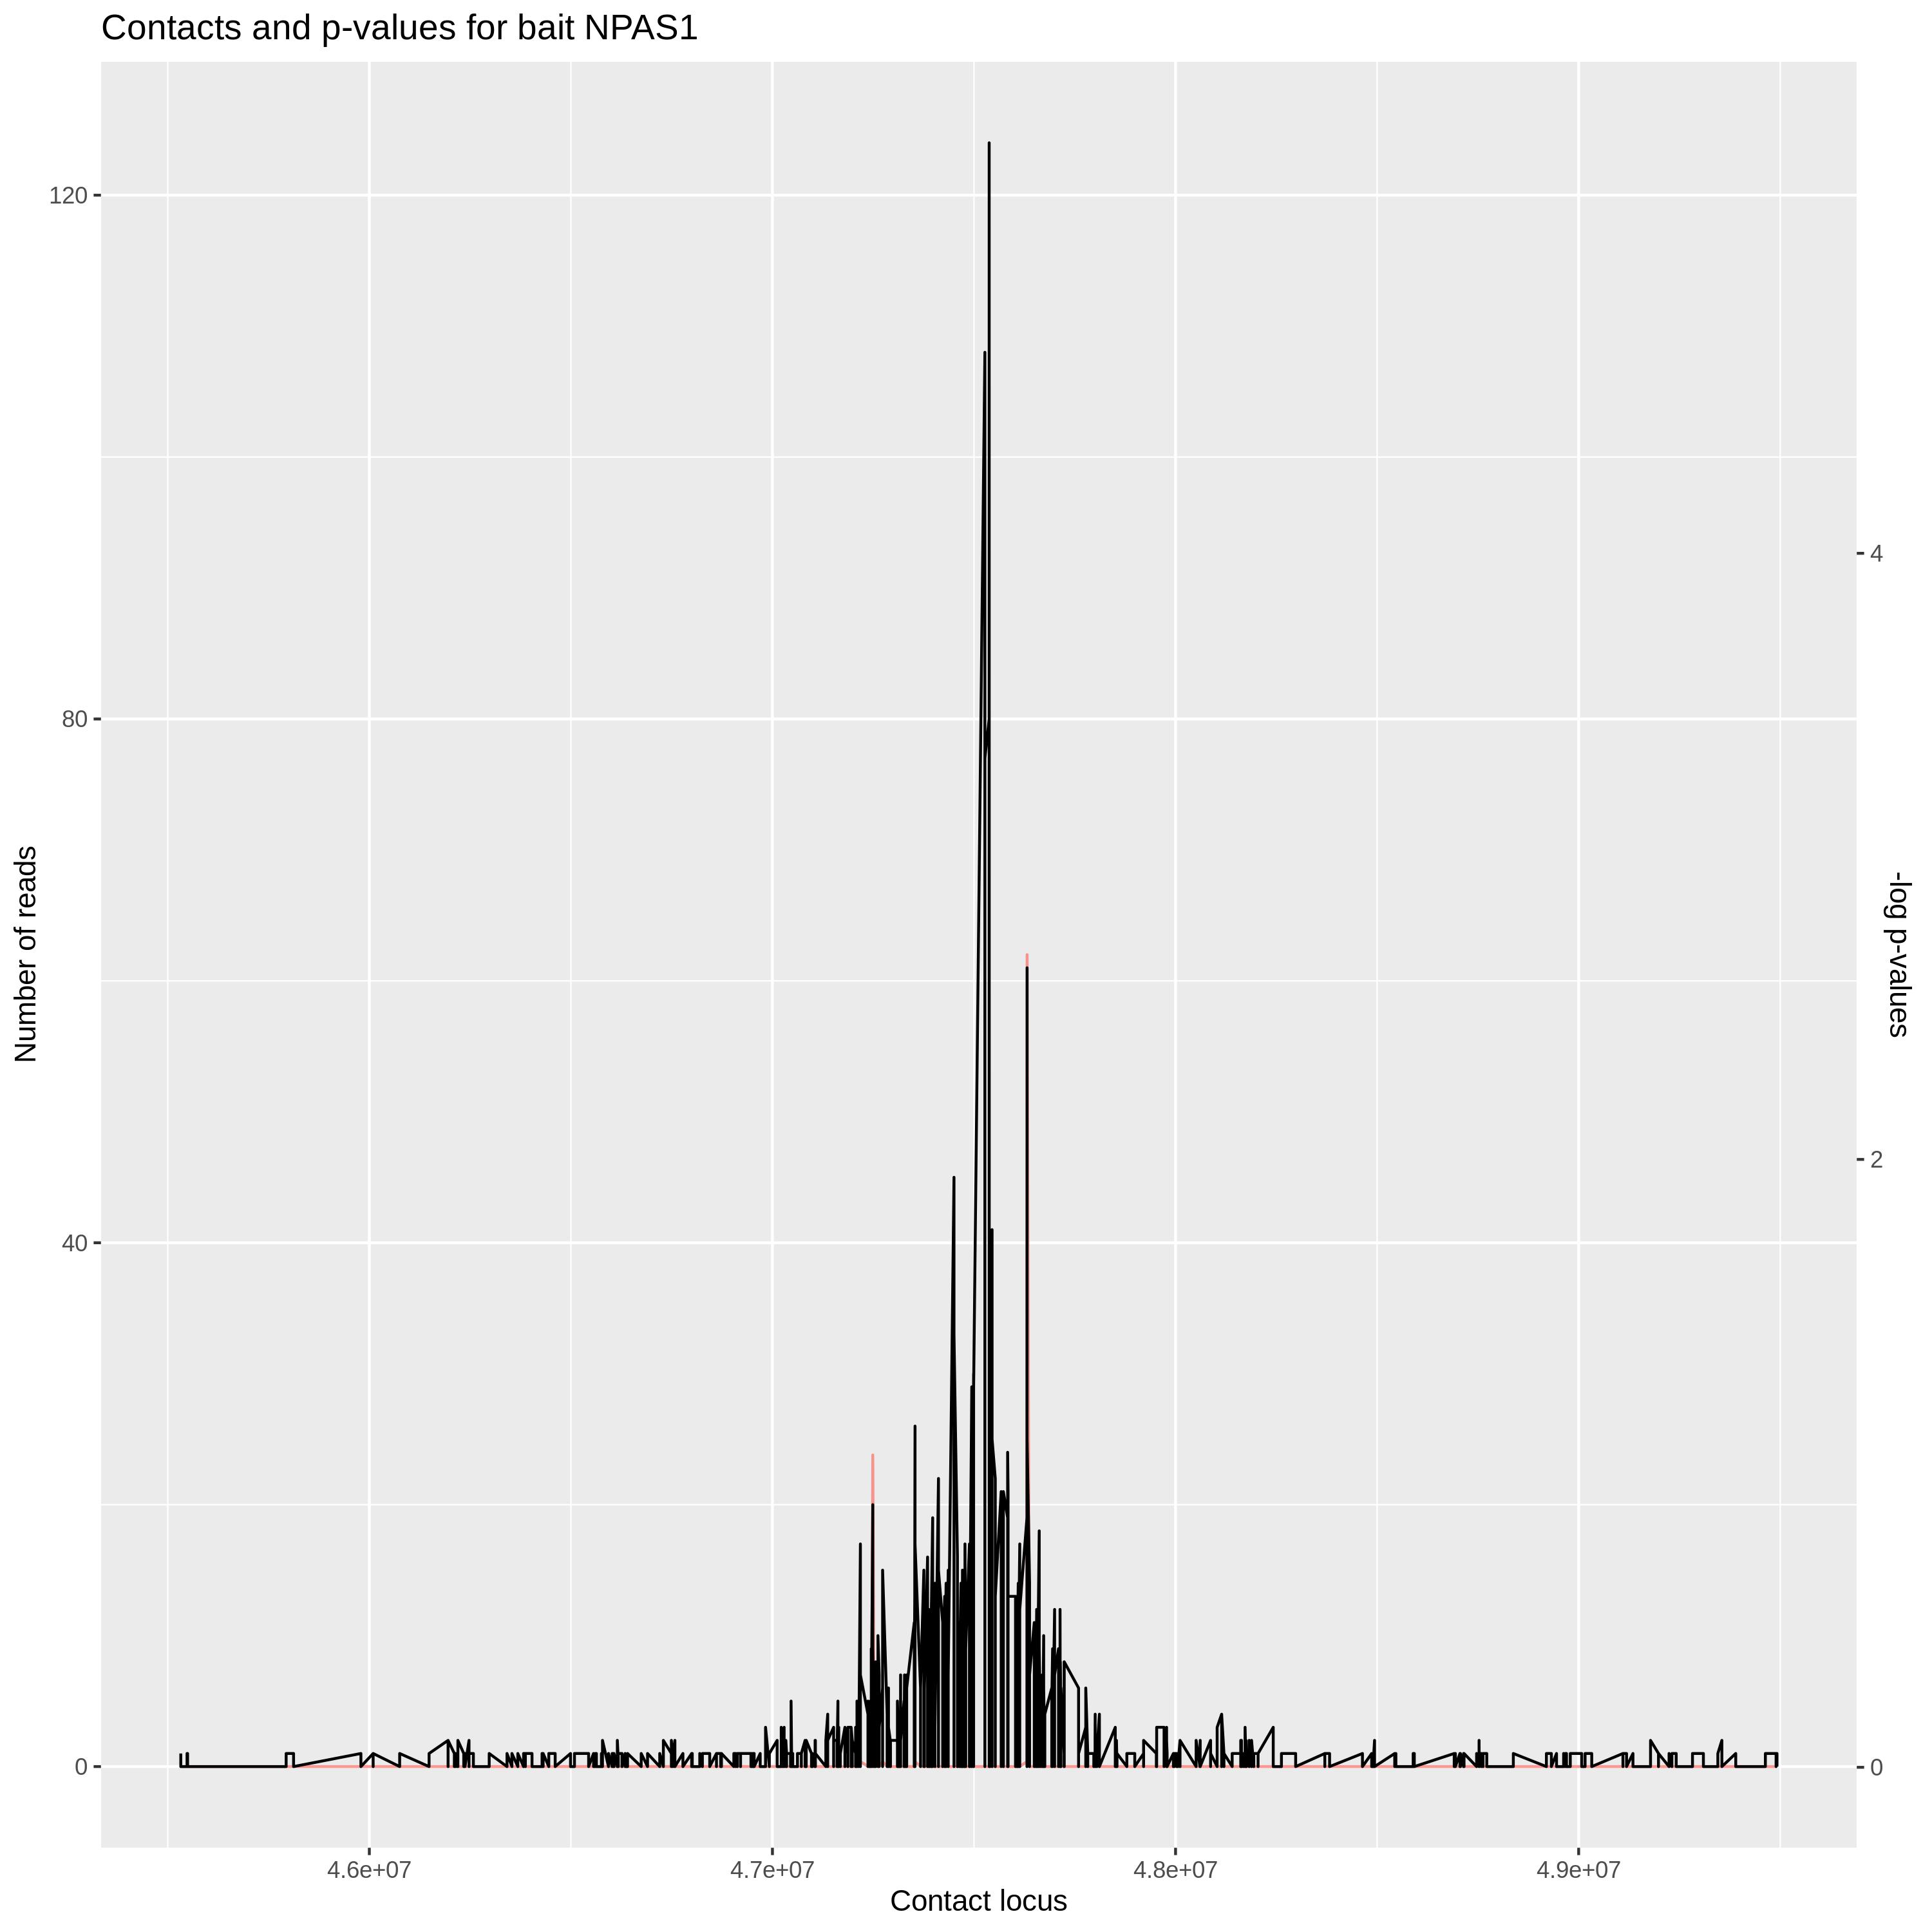 Contacts and p-values for bait NPAS1
120
80
40
0
Number of reads
4
2
0
-log p-values
4.6e+07 4.7e+07 4.8e+07 4.9e+07
Contact locus